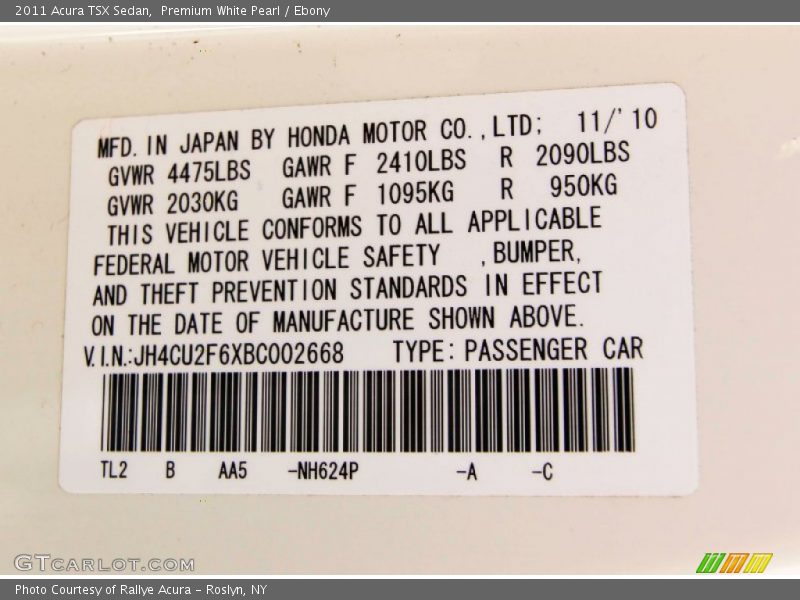 2011 Acura TSX Sedan,  Premium White Pearl / Ebony
MFD. IN JAPAN BY HONDA MOTOR CO., LTD; 11/'10
GVWR 4475LBS GAWR F 2410LBS R 2090LBS
GVWR 2030KG GAWR F 1095KG R 950KG
THIS VEHICLE CONFORMS TO ALL APPLICABLE
FEDERAL MOTOR VEHICLE SAFETY , BUMPER,
AND THEFT PREVENTION STANDARDS IN EFFECT
ON THE DATE OF MANUFACTURE SHOWN ABOVE.
V.I.N.:JH4CU2F6XBC002668 TYPE: PASSENGER CAR
TL2 B AA5 -NH624P -A -C
GTCARLOT.COM
Photo Courtesy of Rallye Acura – Roslyn, NY